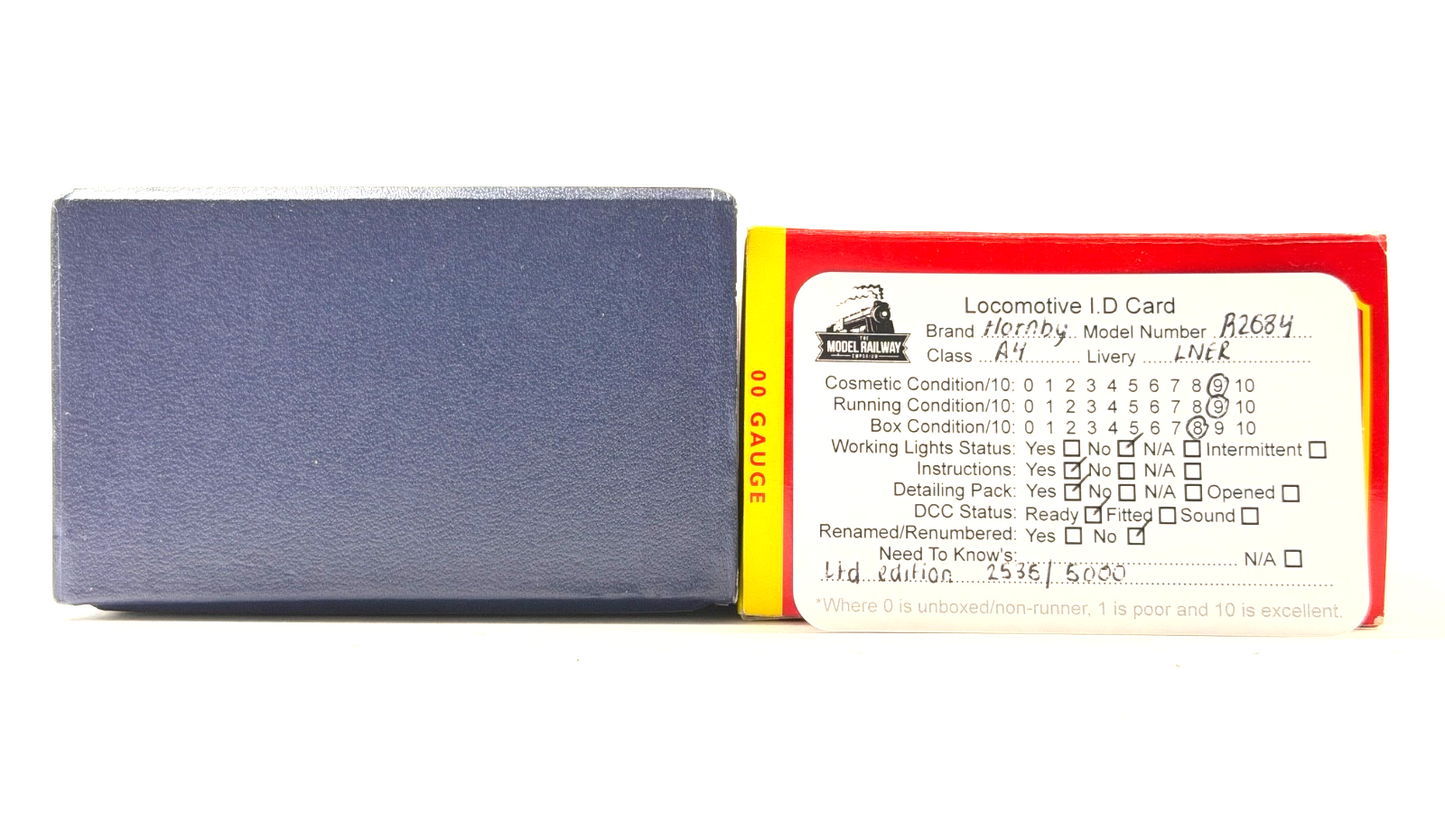 00 GAUGE
THE
MODEL RAILWAY
EMPORIUM
Locomotive I.D Card
Brand Hornby Model Number R2684
Class A4 Livery LNER
Cosmetic Condition/10: 0 1 2 3 4 5 6 7 8 9 10
Running Condition/10: 0 1 2 3 4 5 6 7 8 9 10
Box Condition/10: 0 1 2 3 4 5 6 7 8 9 10
Working Lights Status: Yes No N/A Intermittent
Instructions: Yes No N/A
Detailing Pack: Yes No N/A Opened
DCC Status: Ready Fitted Sound
Renamed/Renumbered: Yes No
Need To Know's: N/A
Ltd edition 2535/5000
*Where 0 is unboxed/non-runner, 1 is poor and 10 is excellent.